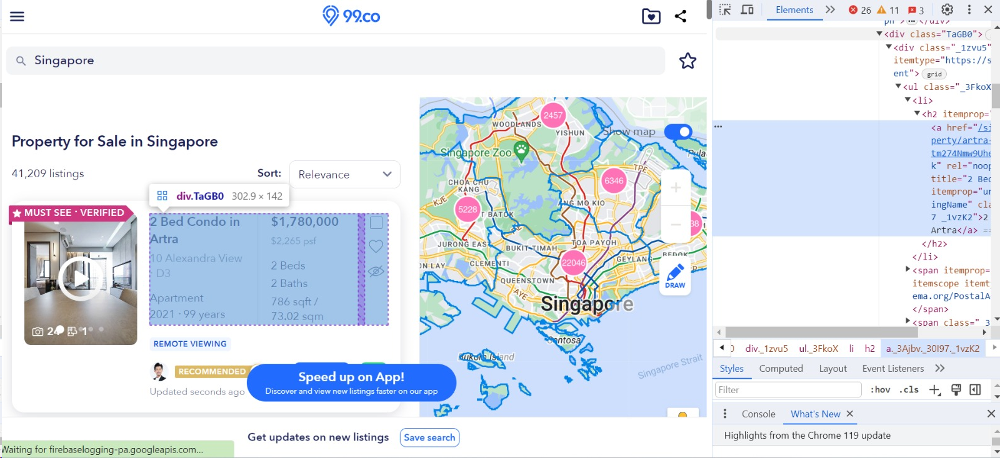 99.co
Singapore
Property for Sale in Singapore
41,209 listings
Sort:
Relevance
div.TaGB0 302.9 × 142
MUST SEE · VERIFIED
2 Bed Condo in
Artra
10 Alexandra View
· D3
Apartment
2021 · 99 years
$1,780,000
$2,265 psf
2 Beds
2 Baths
786 sqft /
73.02 sqm
24
1
REMOTE VIEWING
RECOMMENDED
Updated seconds ago
Speed up on App!
Discover and view new listings faster on our app
Get updates on new listings
Save search
Waiting for firebaselogging-pa.googleapis.com...
2457
WOODLANDS
YISHUN
Show map
Singapore Zoo
TPE
CHOA CHU
KANG
6346
KJE
ANG MO KIO
5228
T BATOK
38
JURONG EAST
BUKIT TIMAH
TOA PAYOH
GEYLANG
BEDOK
ON LAY
CLEMENTI
22046
QUEENSTOWN
AYE
DRAW
Singapore
Sentosa
Sukom Island
Singapore Strait
Elements
26
11
3
<div class="TaGB0">
<div class="_1zvu5"
itemtype="https://s
ent">
grid
<ul class="_3FkoX
<li>
<h2 itemprop=
<a href="/si
perty/artra-
tm274Nmw9Uhe
k" rel="noop
title="2 Bed
itemprop="ur
ingName" cla
7 _1vzK2">2
Artra</a> ==
</h2>
</li>
<span itemprop=
itemscope itemt
ema.org/PostalA
</span>
<span class="_3
div._1zvu5 ul._3FkoX li h2 a._3Ajbv._30I97._1vzK2
Styles Computed Layout Event Listeners
Filter
:hov .cls
Console What's New
Highlights from the Chrome 119 update